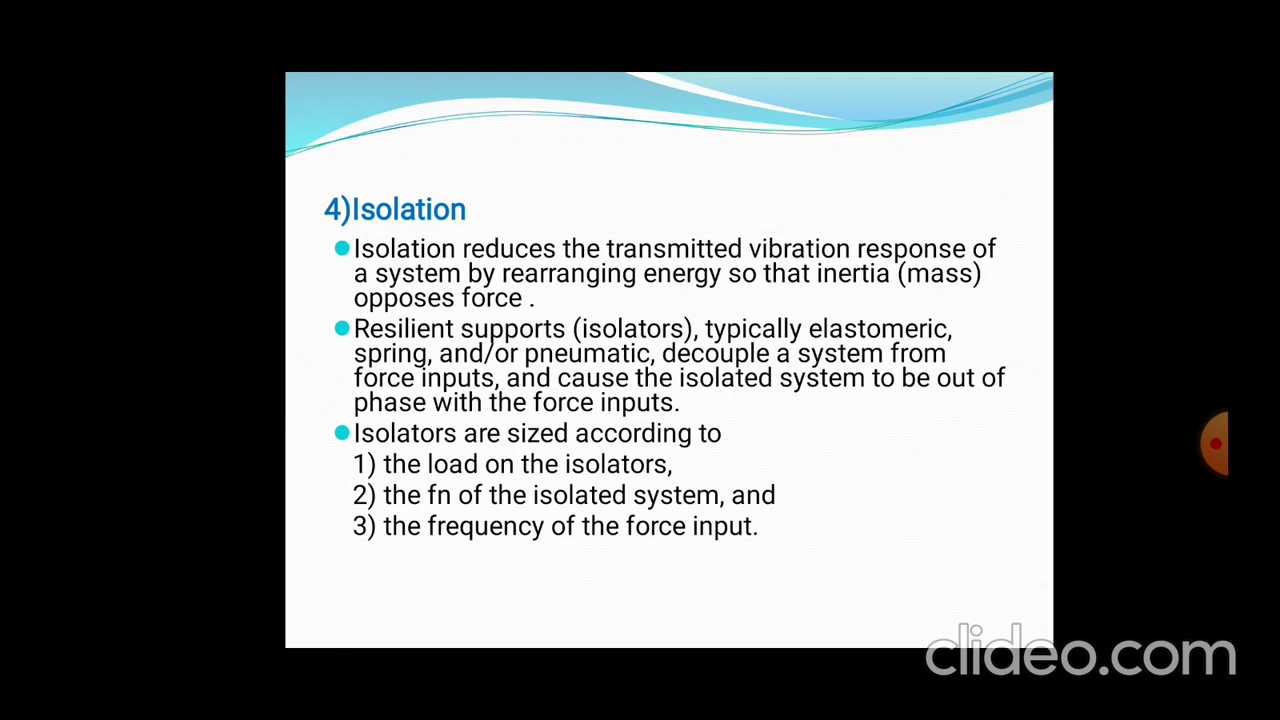 4)Isolation
Isolation reduces the transmitted vibration response of
a system by rearranging energy so that inertia (mass)
opposes force .
Resilient supports (isolators), typically elastomeric,
spring, and/or pneumatic, decouple a system from
force inputs, and cause the isolated system to be out of
phase with the force inputs.
Isolators are sized according to
1) the load on the isolators,
2) the fn of the isolated system, and
3) the frequency of the force input.
clideo.com